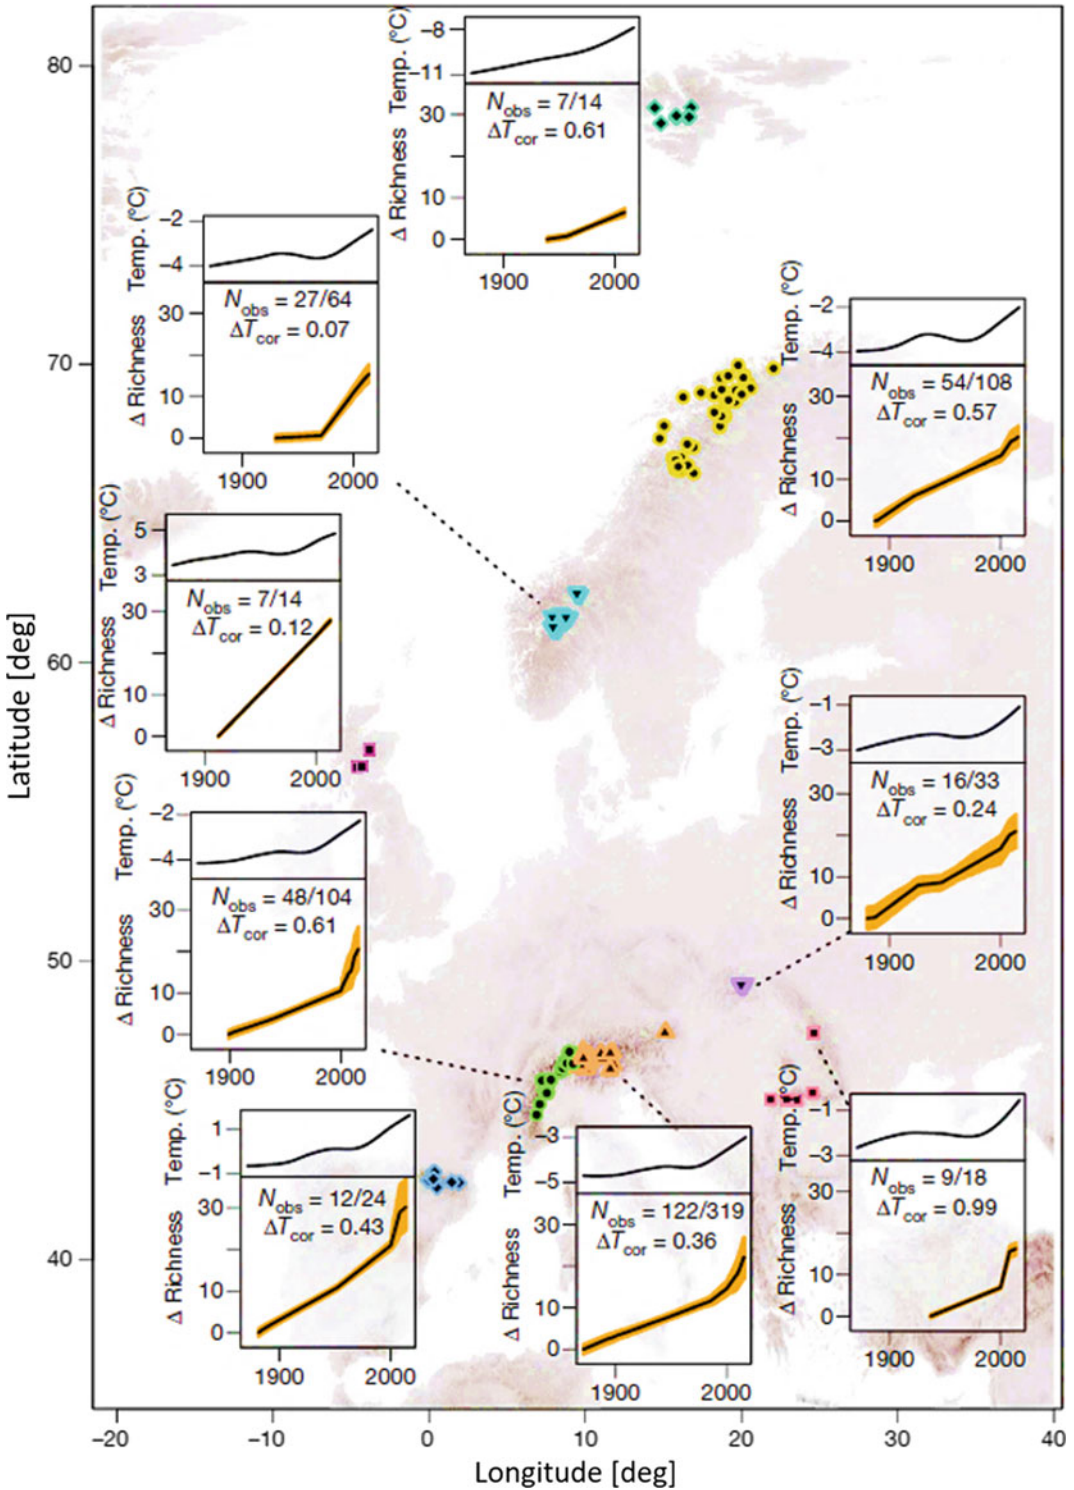 80
70
60
50
40
Latitude [deg]
−20
−10
0
10
20
30
40
Longitude [deg]
Temp. (°C)
−8
−11
Δ Richness
30
10
0
Nobs = 7/14
ΔTcor = 0.61
1900
2000
Temp. (°C)
−2
−4
Δ Richness
30
10
0
Nobs = 27/64
ΔTcor = 0.07
1900
2000
Temp. (°C)
−2
−4
Δ Richness
30
10
0
Nobs = 54/108
ΔTcor = 0.57
1900
2000
Temp. (°C)
5
3
Δ Richness
30
10
0
Nobs = 7/14
ΔTcor = 0.12
1900
2000
Temp. (°C)
−1
−3
Δ Richness
30
10
0
Nobs = 16/33
ΔTcor = 0.24
1900
2000
Temp. (°C)
−2
−4
Δ Richness
30
10
0
Nobs = 48/104
ΔTcor = 0.61
1900
2000
Temp. (°C)
1
−1
Δ Richness
30
10
0
Nobs = 12/24
ΔTcor = 0.43
1900
2000
Temp. (°C)
−3
−5
Δ Richness
30
10
0
Nobs = 122/319
ΔTcor = 0.36
1900
2000
Temp. (°C)
−1
−3
Δ Richness
30
10
0
Nobs = 9/18
ΔTcor = 0.99
1900
2000